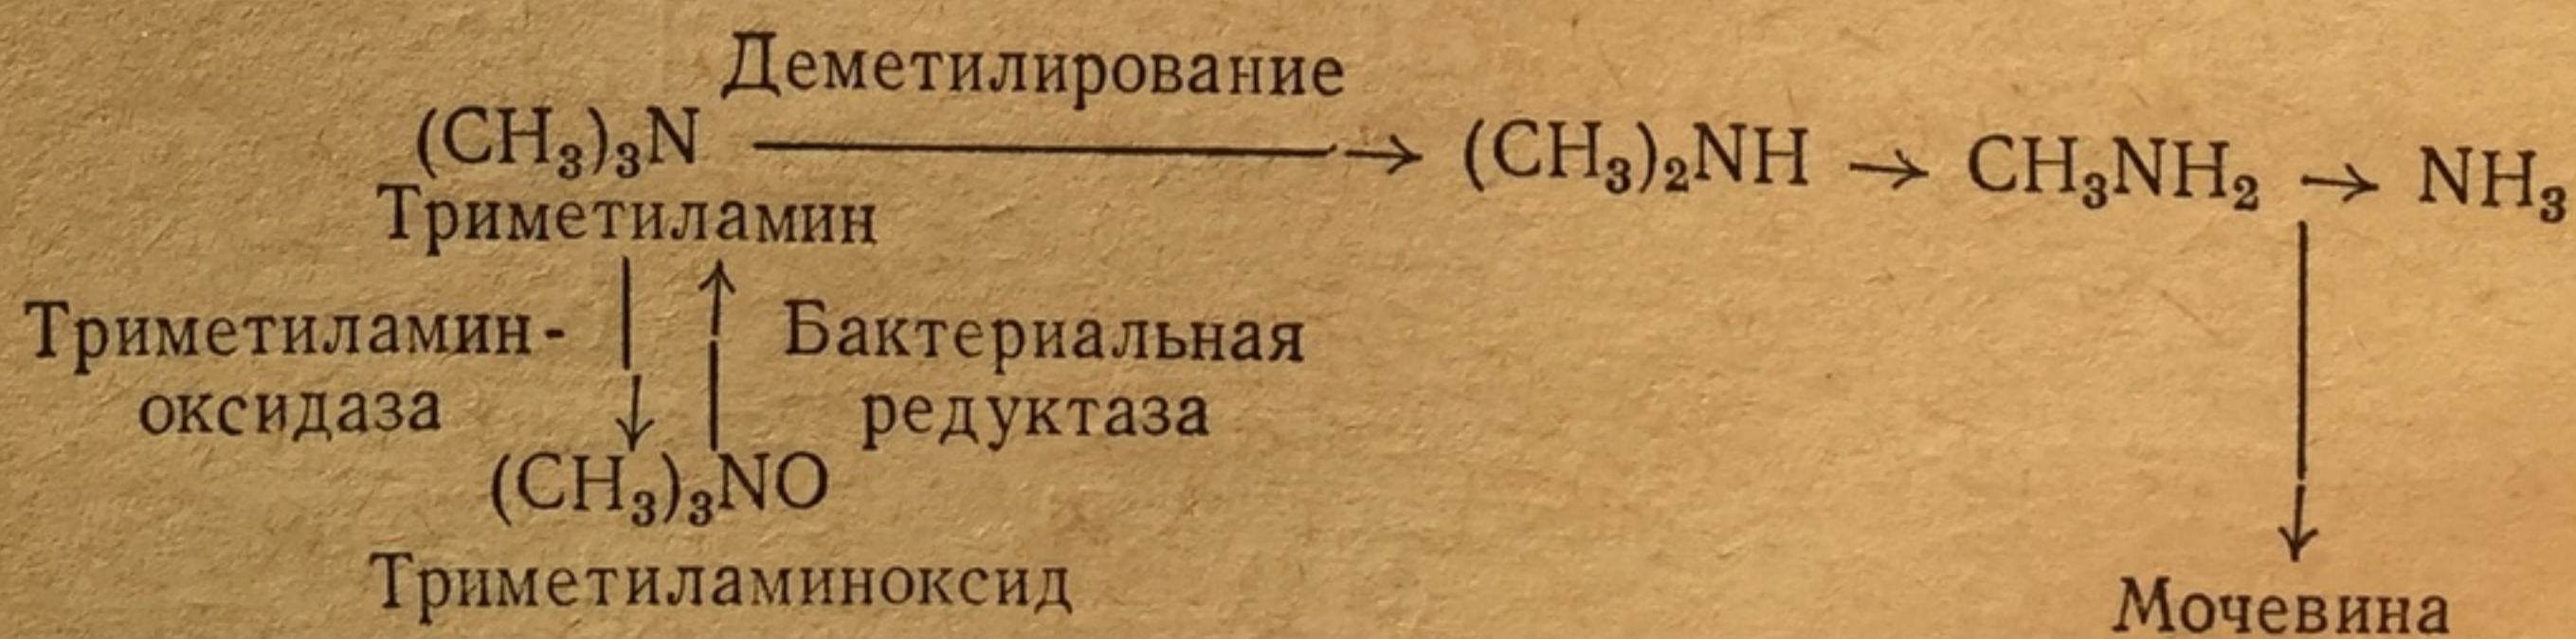 Деметилирование
(CH₃)₃N → (CH₃)₂NH → CH₃NH₂ → NH₃
Триметиламин
Триметиламин- ↓ ↑ Бактериальная
оксидаза редуктаза
(CH₃)₃NO
Триметиламиноксид
↓
Мочевина